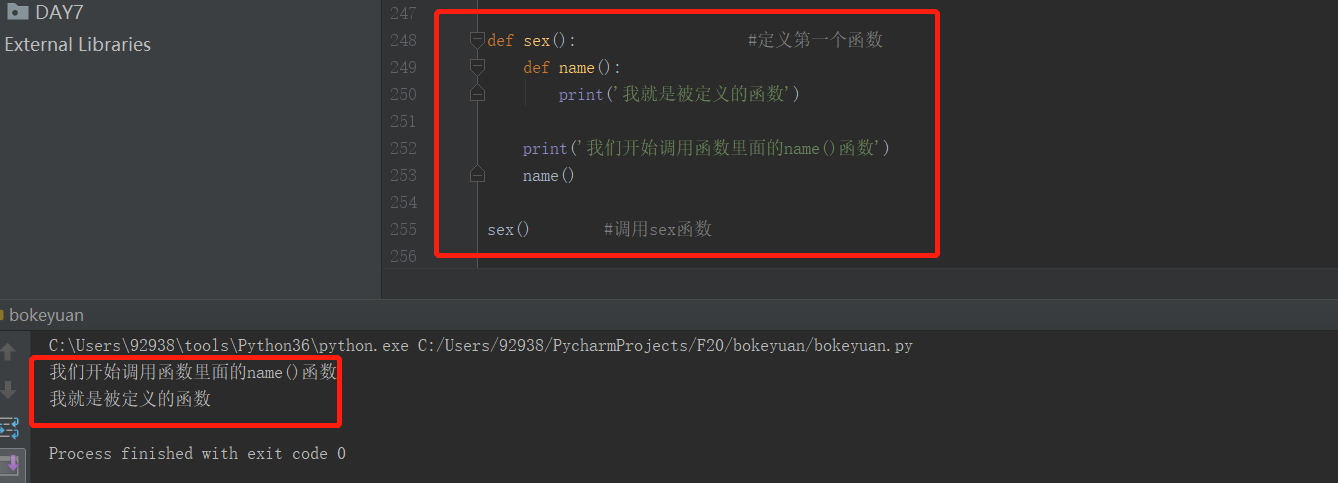 DAY7
External Libraries
247
248 def sex(): #定义第一个函数
249 def name():
250 print('我就是被定义的函数')
251
252 print('我们开始调用函数里面的name()函数')
253 name()
254
255 sex() #调用sex函数
256
bokeyuan
C:\Users\92938\tools\Python36\python.exe C:/Users/92938/PycharmProjects/F20/bokeyuan/bokeyuan.py
我们开始调用函数里面的name()函数
我就是被定义的函数
Process finished with exit code 0